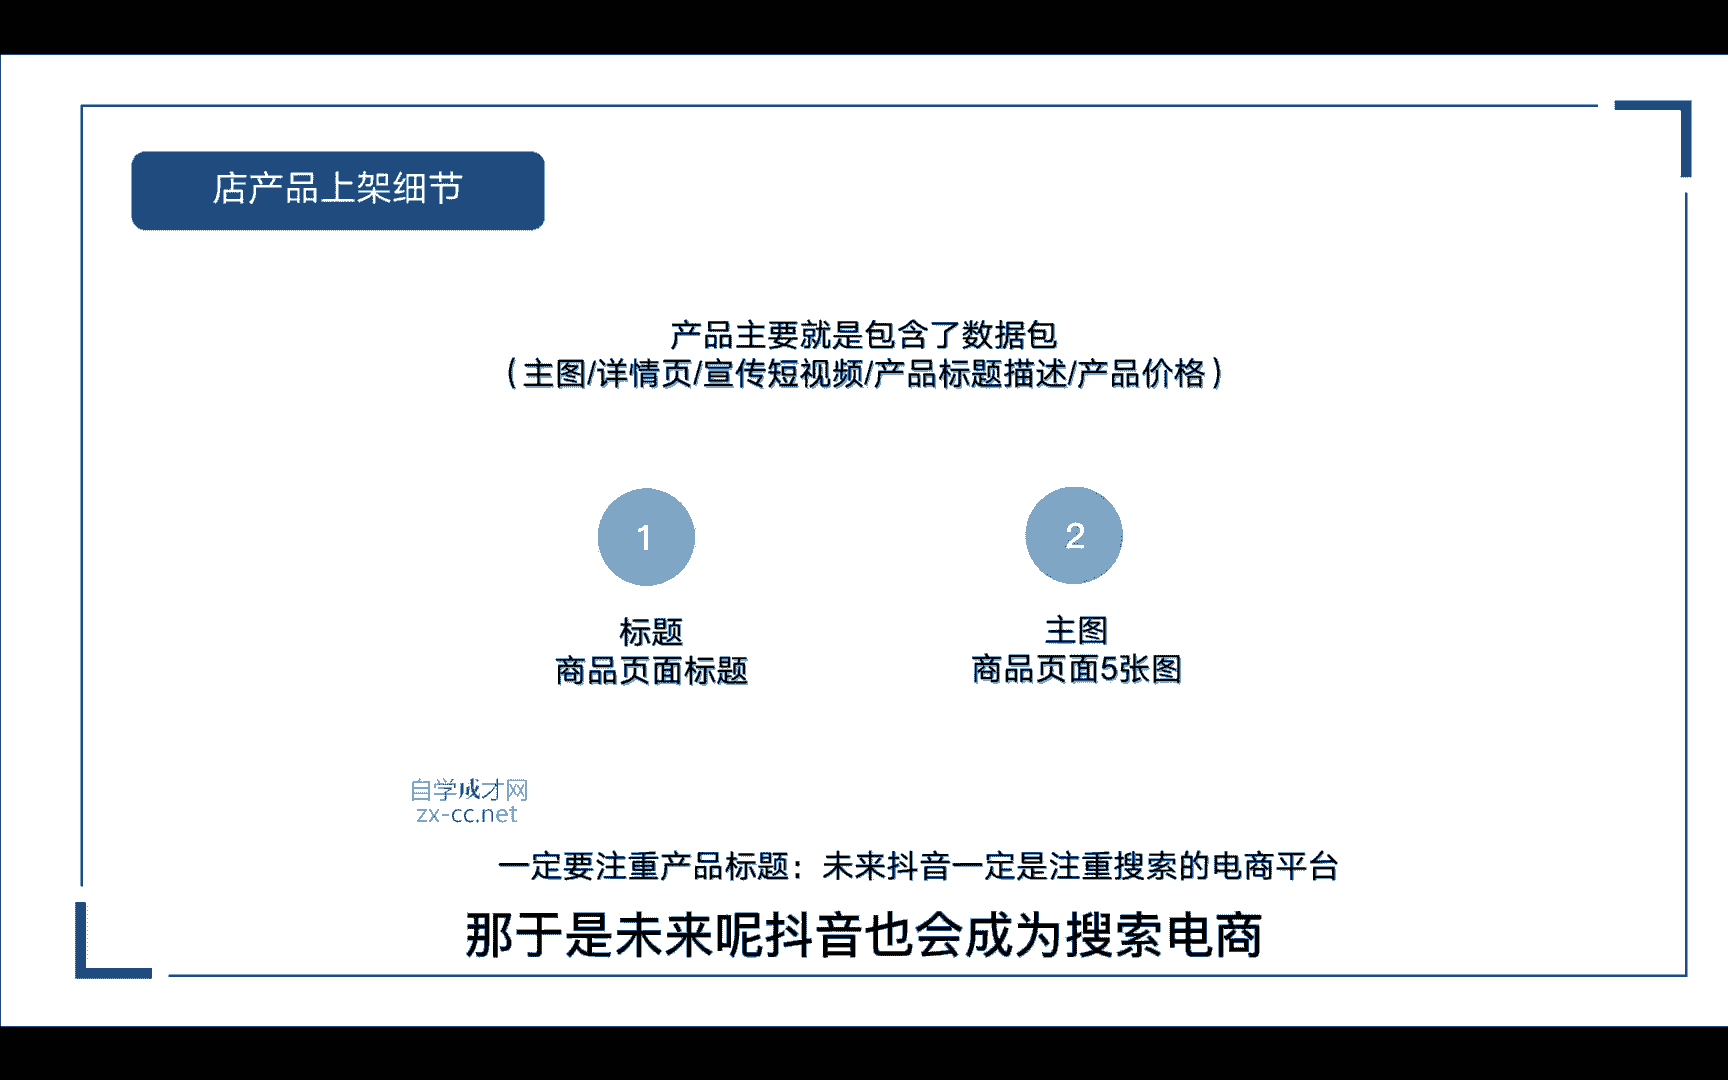 店产品上架细节
产品主要就是包含了数据包
（主图/详情页/宣传短视频/产品标题描述/产品价格）
1
标题
商品页面标题
2
主图
商品页面5张图
自学成才网
zx-cc.net
一定要注重产品标题：未来抖音一定是注重搜索的电商平台
那于是未来呢抖音也会成为搜索电商